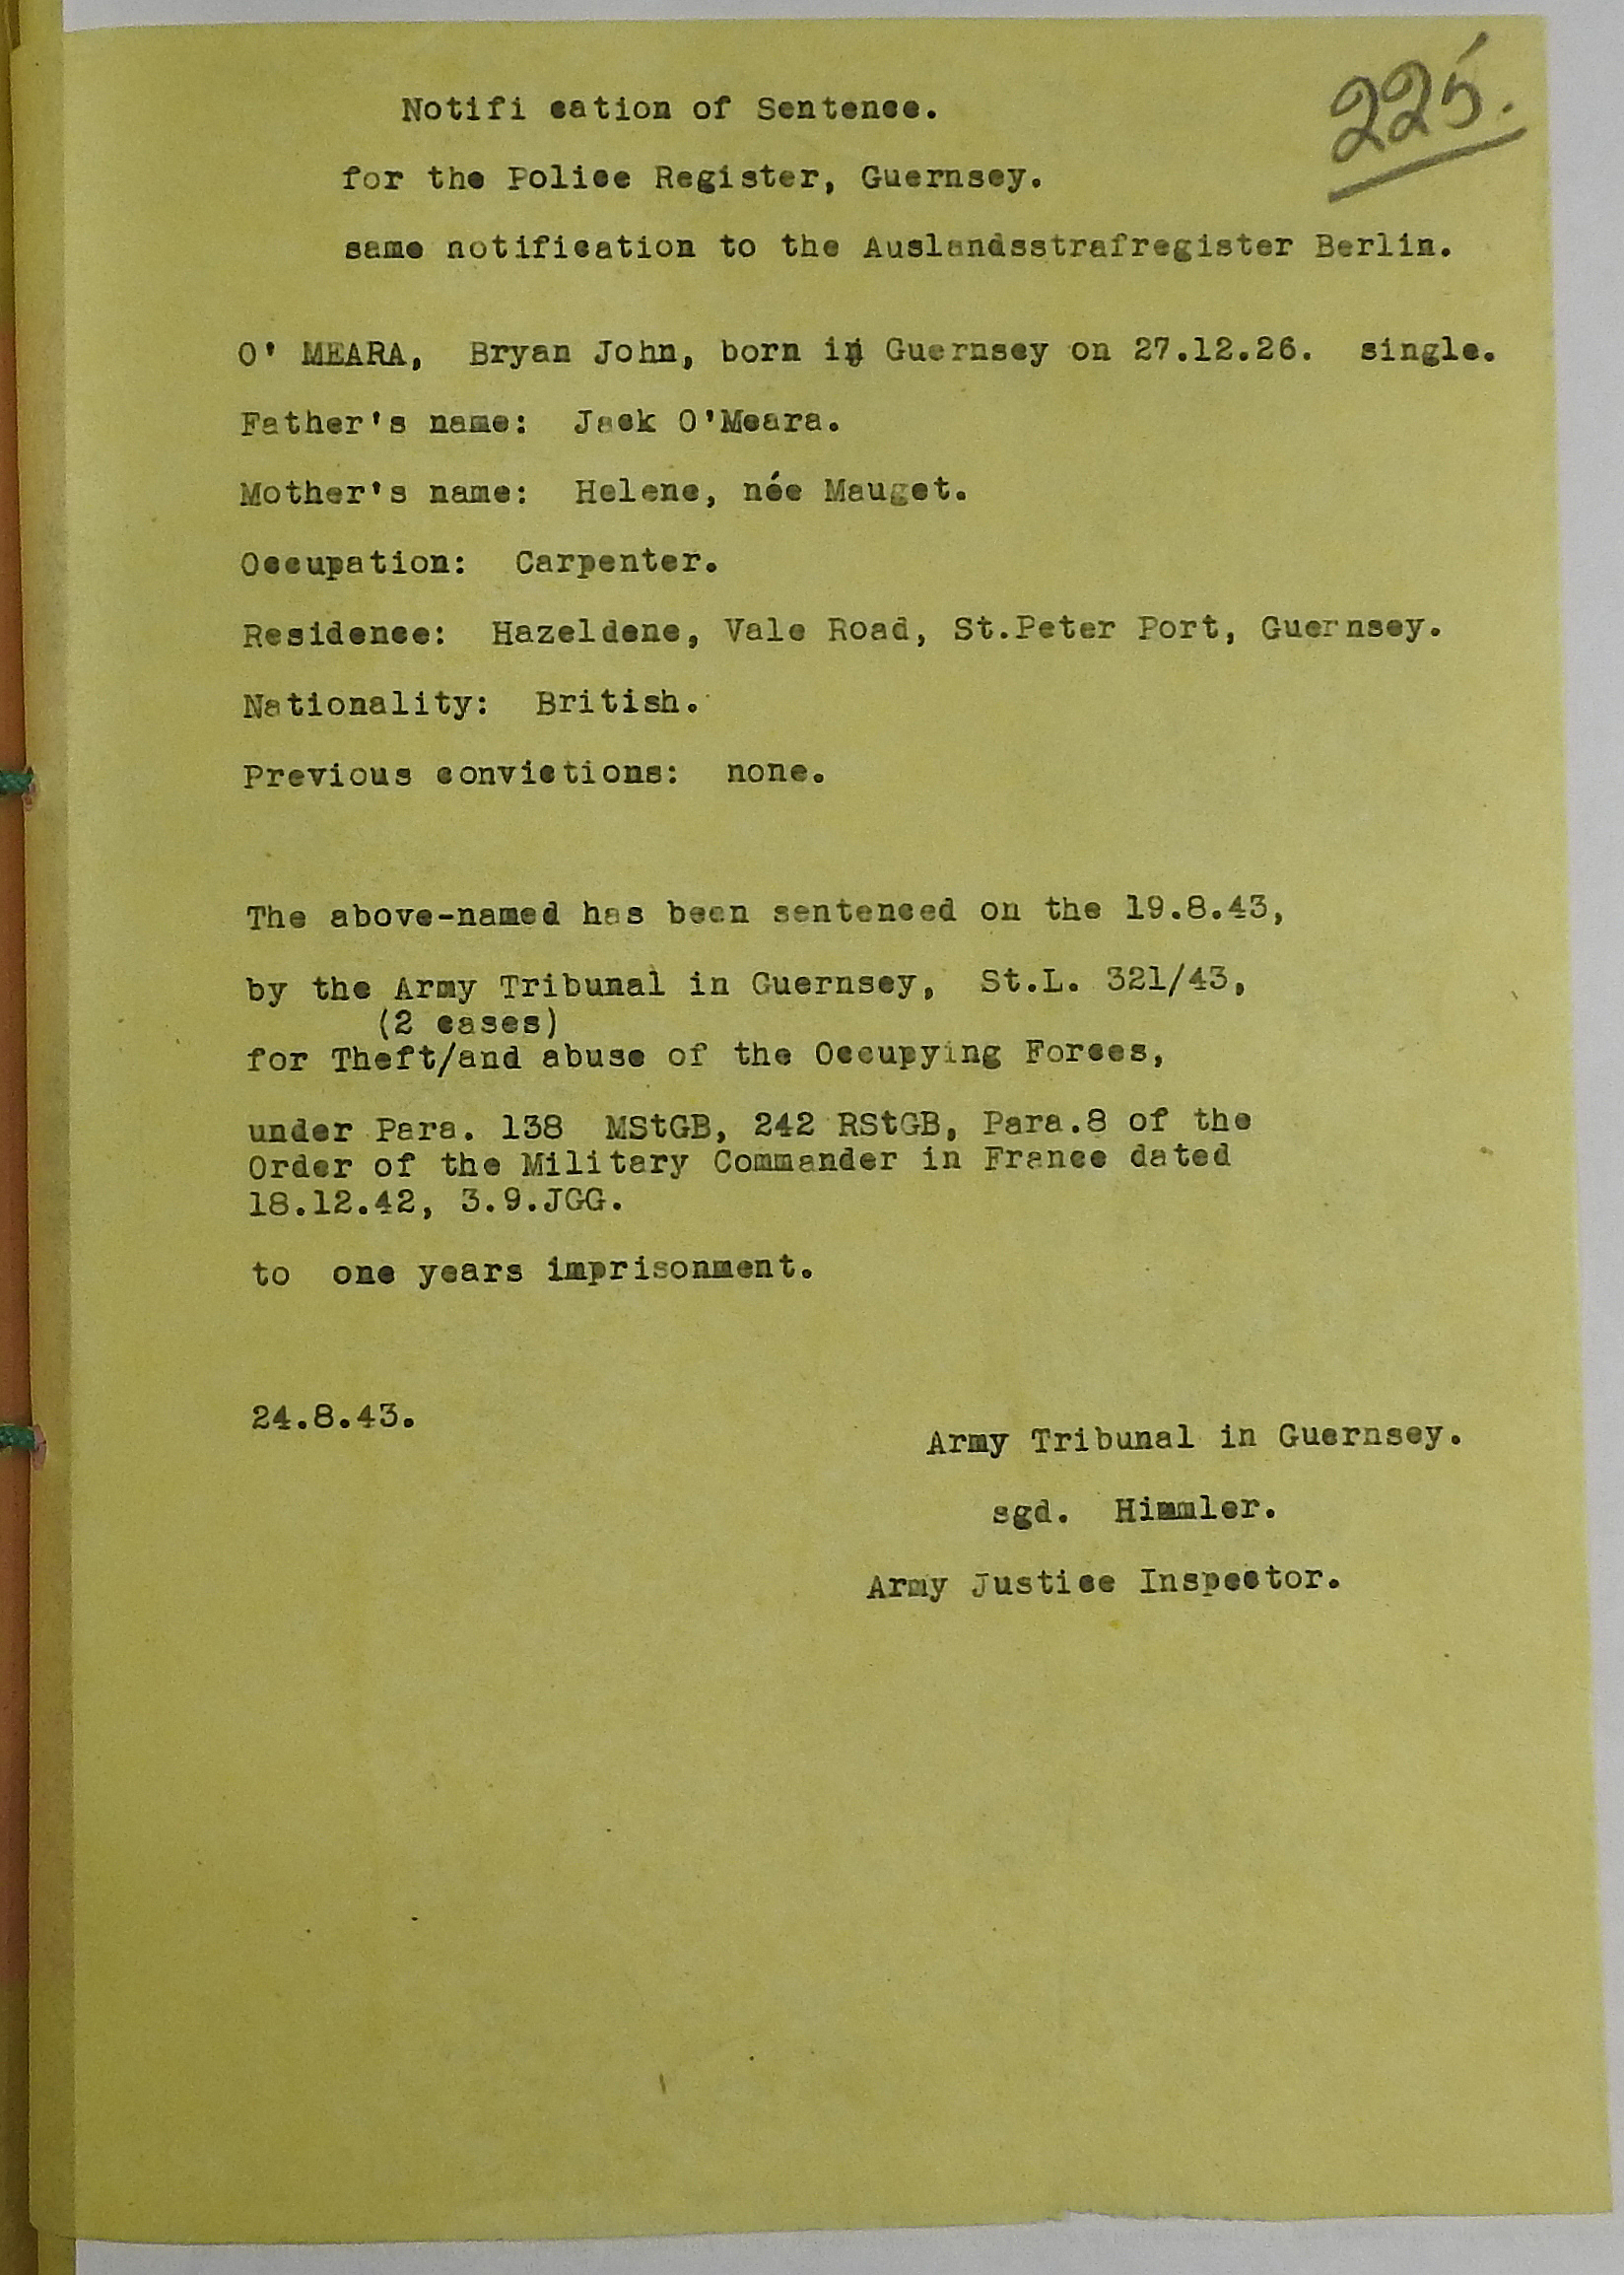 225.
Notifi cation of Sentence.
for the Police Register, Guernsey.
same notification to the Auslandsstrafregister Berlin.
O' MEARA, Bryan John, born in Guernsey on 27.12.26. single.
Father's name: Jack O'Meara.
Mother's name: Helene, née Mauget.
Occupation: Carpenter.
Residence: Hazeldene, Vale Road, St.Peter Port, Guernsey.
Nationality: British.
Previous convictions: none.
The above-named has been sentenced on the 19.8.43,
by the Army Tribunal in Guernsey, St.L. 321/43,
(2 cases)
for Theft/and abuse of the Occupying Forces,
under Para. 138 MStGB, 242 RStGB, Para.8 of the
Order of the Military Commander in France dated
18.12.42, 3.9.JGG.
to one years imprisonment.
24.8.43.
Army Tribunal in Guernsey.
sgd. Himmler.
Army Justice Inspector.